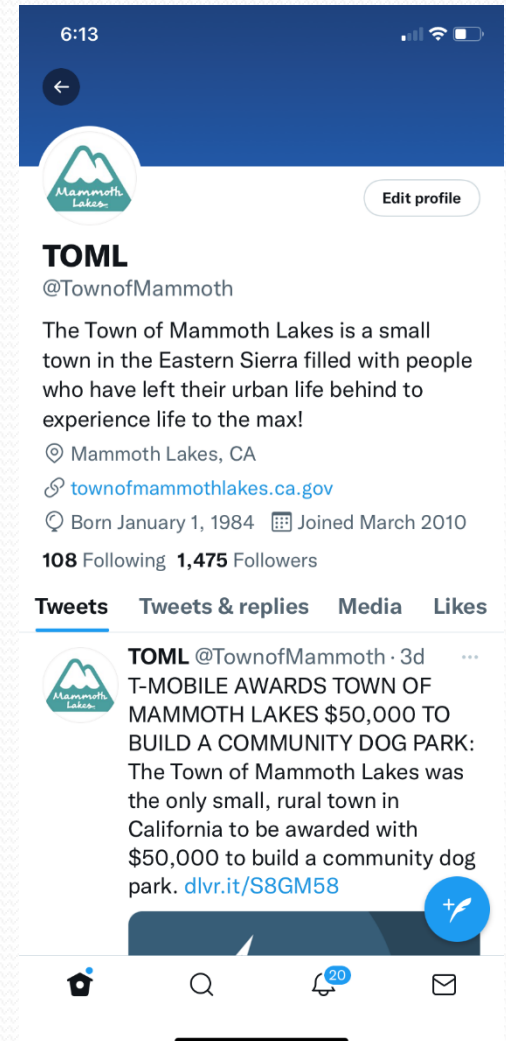 6:13
Mammoth
Lakes
Edit profile
TOML
@TownofMammoth
The Town of Mammoth Lakes is a small
town in the Eastern Sierra filled with people
who have left their urban life behind to
experience life to the max!
Mammoth Lakes, CA
townofmammothlakes.ca.gov
Born January 1, 1984 Joined March 2010
108 Following 1,475 Followers
Tweets Tweets & replies Media Likes
TOML @TownofMammoth · 3d
Mammoth
Lakes
T-MOBILE AWARDS TOWN OF
MAMMOTH LAKES $50,000 TO
BUILD A COMMUNITY DOG PARK:
The Town of Mammoth Lakes was
the only small, rural town in
California to be awarded with
$50,000 to build a community dog
park. dlvr.it/S8GM58
20